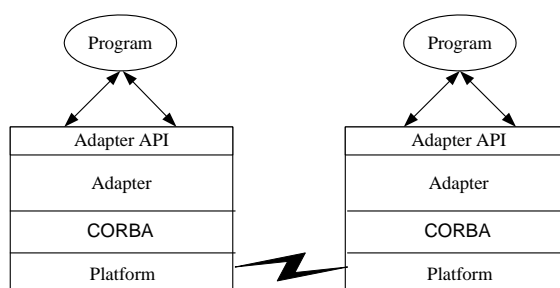 Program
Program
Adapter API
Adapter API
Adapter
Adapter
CORBA
CORBA
Platform
Platform